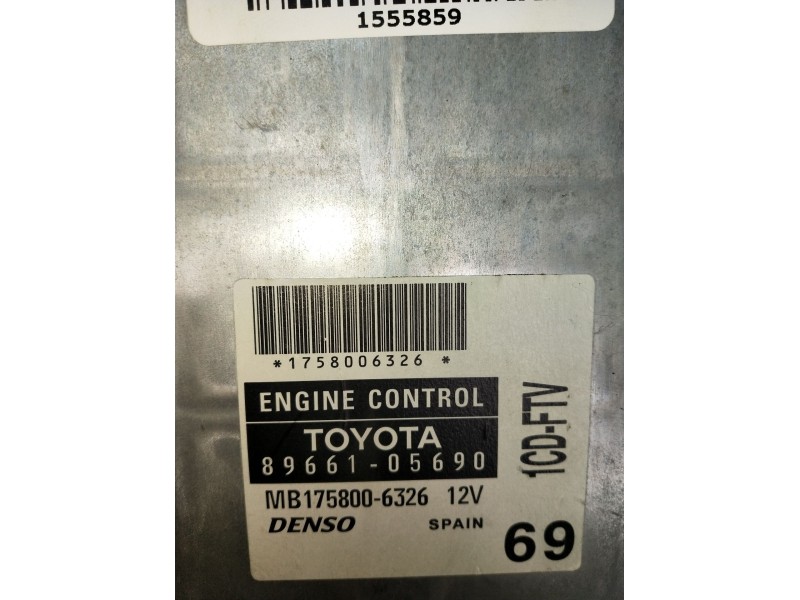 1555859
*1758006326*
ENGINE CONTROL
TOYOTA
89661-05690
MB175800-6326 12V
DENSO SPAIN
1CD-FTV
69